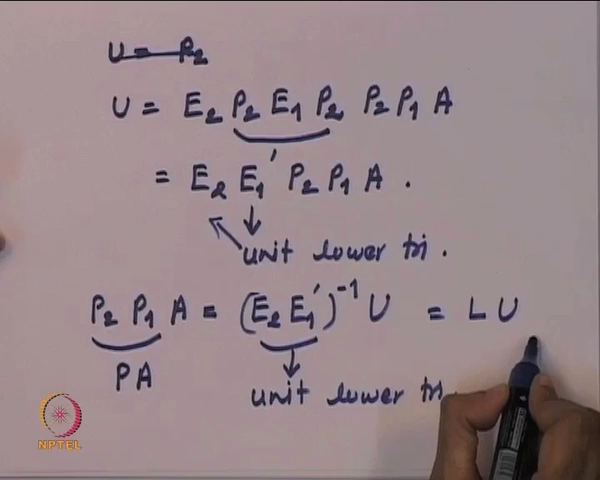 U = P₂
U = E₂ P₂ E₁ P₂ P₂ P₁ A
= E₂ E₁′ P₂ P₁ A .
unit lower tri .
P₂ P₁ A = (E₂ E₁′)⁻¹ U = L U
PA
unit lower tri.
NPTEL